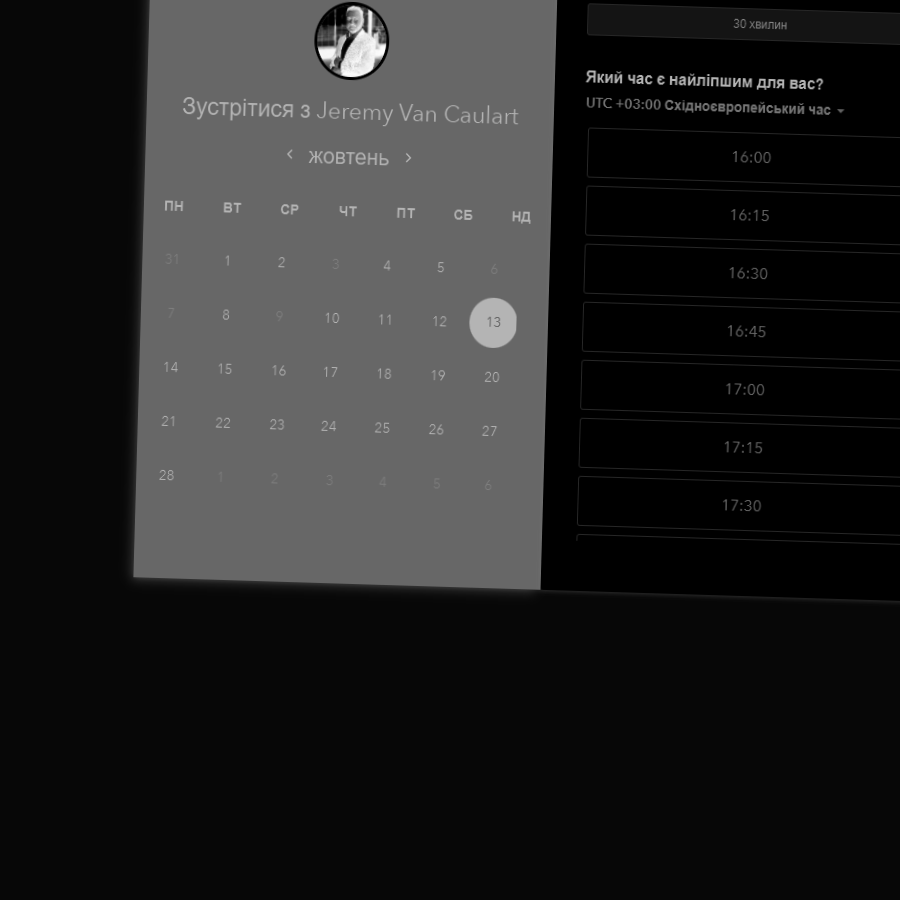 Зустрітися з Jeremy Van Caulart
жовтень
ПН ВТ СР ЧТ ПТ СБ НД
31 1 2 3 4 5 6
7 8 9 10 11 12 13
14 15 16 17 18 19 20
21 22 23 24 25 26 27
28 1 2 3 4 5 6
30 хвилин
Який час є найліпшим для вас?
UTC +03:00 Східноєвропейський час
16:00
16:15
16:30
16:45
17:00
17:15
17:30